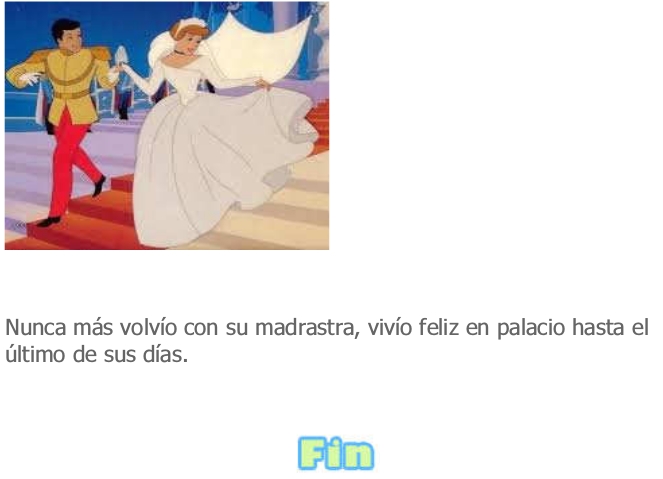 Nunca más volvío con su madrastra, vivío feliz en palacio hasta el
último de sus días.
Fin